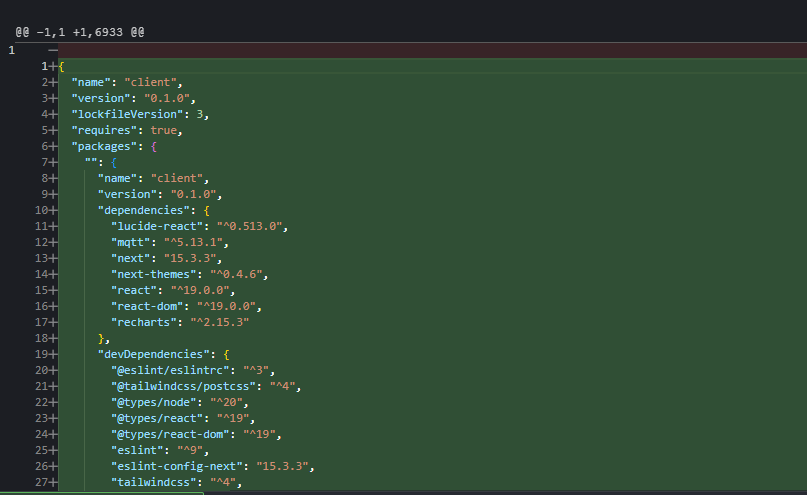 @@ -1,1 +1,6933 @@
1 -
1+{
2+ "name": "client",
3+ "version": "0.1.0",
4+ "lockfileVersion": 3,
5+ "requires": true,
6+ "packages": {
7+ "": {
8+ "name": "client",
9+ "version": "0.1.0",
10+ "dependencies": {
11+ "lucide-react": "^0.513.0",
12+ "mqtt": "^5.13.1",
13+ "next": "15.3.3",
14+ "next-themes": "^0.4.6",
15+ "react": "^19.0.0",
16+ "react-dom": "^19.0.0",
17+ "recharts": "^2.15.3"
18+ },
19+ "devDependencies": {
20+ "@eslint/eslintrc": "^3",
21+ "@tailwindcss/postcss": "^4",
22+ "@types/node": "^20",
23+ "@types/react": "^19",
24+ "@types/react-dom": "^19",
25+ "eslint": "^9",
26+ "eslint-config-next": "15.3.3",
27+ "tailwindcss": "^4",